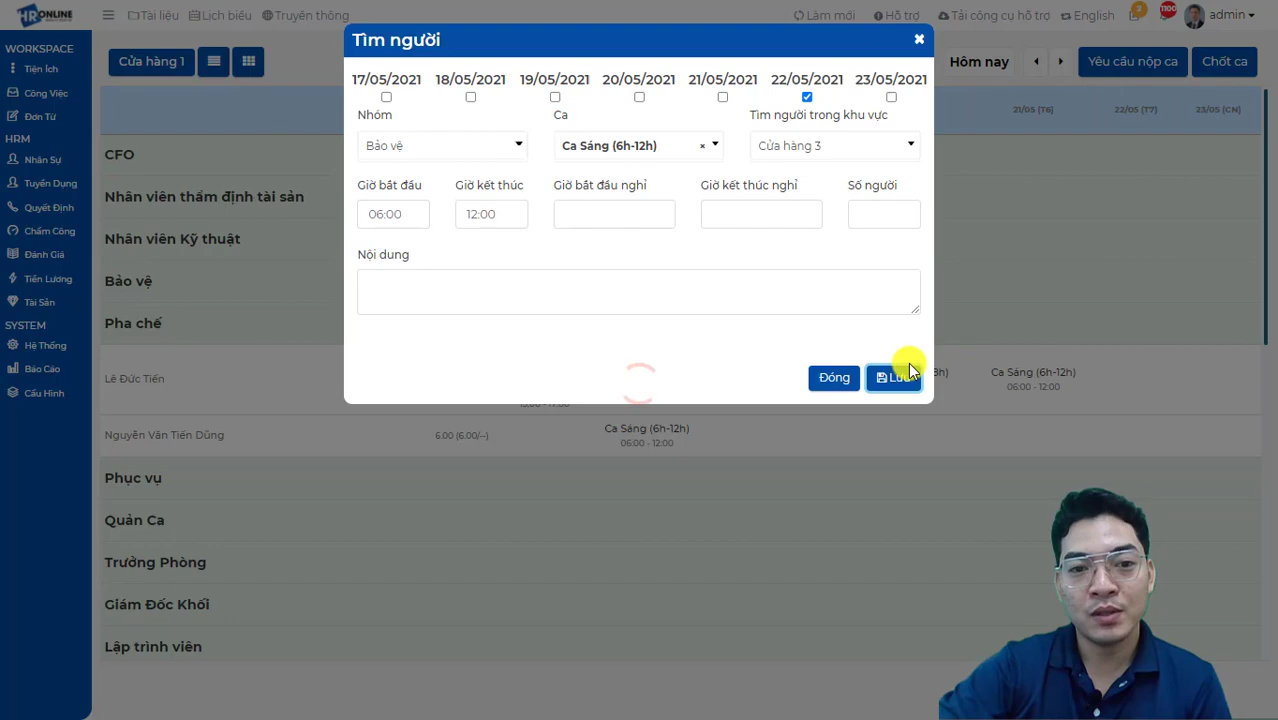 HR ONLINE
Tài liệu Lịch biểu Truyền thông
Làm mới Hỗ trợ Tải công cụ hỗ trợ English 2 1100 admin
WORKSPACE
Tiện Ích
Công Việc
Đơn Từ
HRM
Nhân Sự
Tuyển Dụng
Quyết Định
Chấm Công
Đánh Giá
Tiền Lương
Tài Sản
SYSTEM
Hệ Thống
Báo Cáo
Cấu Hình
Cửa hàng 1
Hôm nay
Yêu cầu nộp ca
Chốt ca
21/05 (T6) 22/05 (T7) 23/05 (CN)
CFO
Nhân viên thẩm định tài sản
Nhân viên Kỹ thuật
Bảo vệ
Pha chế
Lê Đức Tiến
Ca Sáng (6h-12h)
06:00 - 12:00
Nguyễn Văn Tiến Dũng
6.00 (6.00/--)
Ca Sáng (6h-12h)
06:00 - 12:00
Phục vụ
Quản Ca
Trưởng Phòng
Giám Đốc Khối
Lập trình viên
Tìm người
17/05/2021 18/05/2021 19/05/2021 20/05/2021 21/05/2021 22/05/2021 23/05/2021
Nhóm Ca Tìm người trong khu vực
Bảo vệ Ca Sáng (6h-12h) × Cửa hàng 3
Giờ bắt đầu Giờ kết thúc Giờ bắt đầu nghỉ Giờ kết thúc nghỉ Số người
06:00 12:00
Nội dung
Đóng Lưu